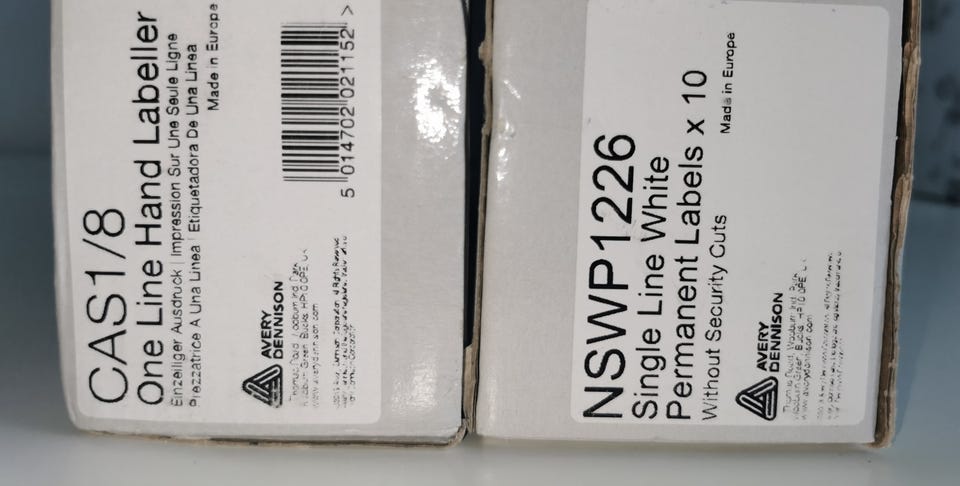 CAS1/8
One Line Hand Labeller
Einzeiliger Ausdruck | Impression Sur Une Seule Ligne
Prezzatrice A Una Linea | Etiquetadora De Una Linea
Made in Europe
AVERY
DENNISON
5 014702 021152 >
NSWP1226
Single Line White
Permanent Labels x 10
Without Security Cuts
Made in Europe
AVERY
DENNISON